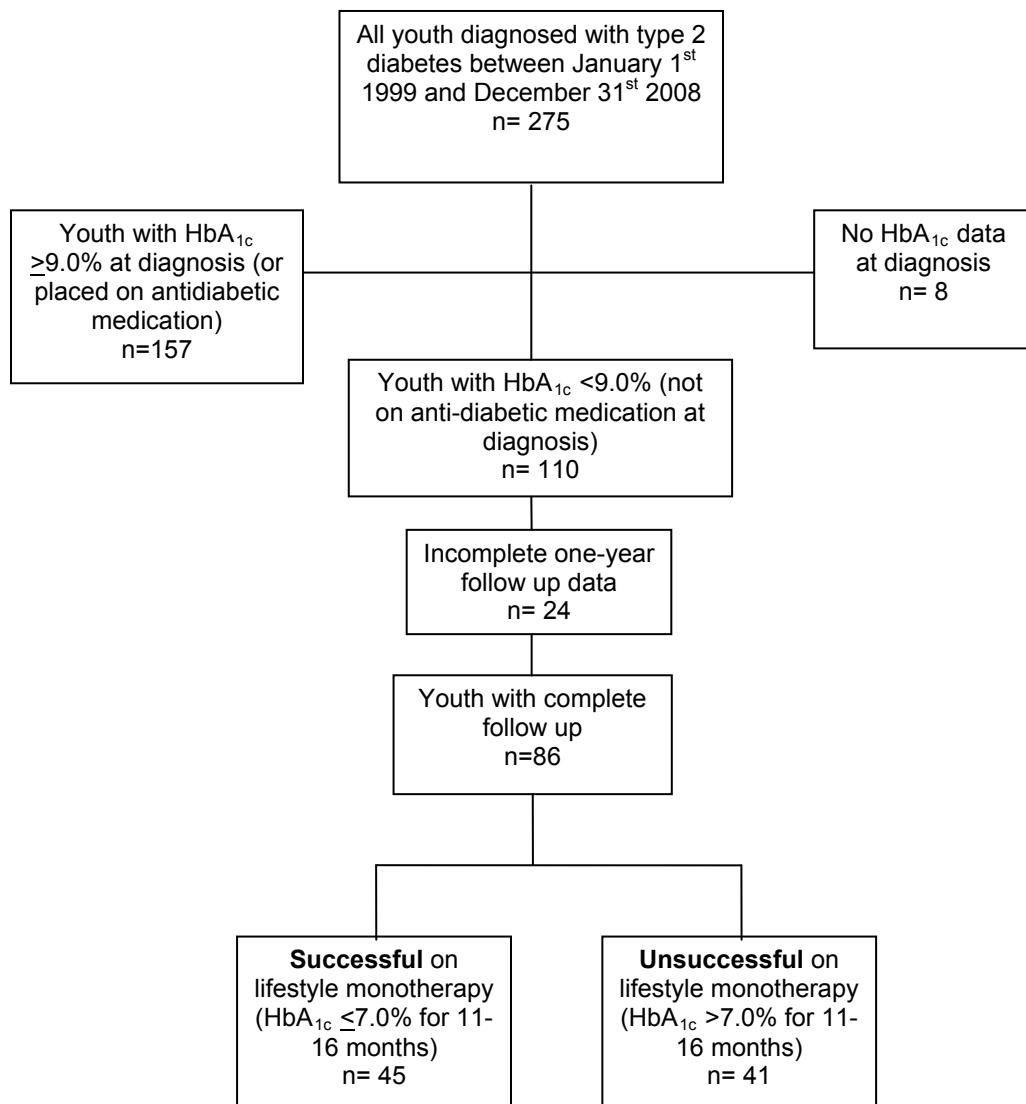 All youth diagnosed with type 2
diabetes between January 1st
1999 and December 31st 2008
n= 275
Youth with HbA1c
≥9.0% at diagnosis (or
placed on antidiabetic
medication)
n=157
No HbA1c data
at diagnosis
n= 8
Youth with HbA1c <9.0% (not
on anti-diabetic medication at
diagnosis)
n= 110
Incomplete one-year
follow up data
n= 24
Youth with complete
follow up
n=86
Successful on
lifestyle monotherapy
(HbA1c ≤7.0% for 11-
16 months)
n= 45
Unsuccessful on
lifestyle monotherapy
(HbA1c >7.0% for 11-
16 months)
n= 41